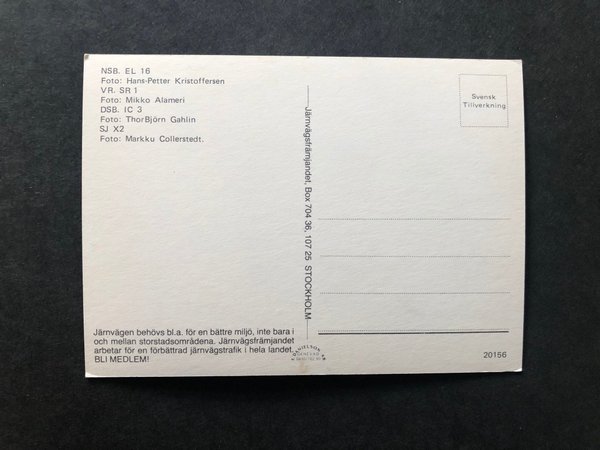 NSB. EL 16
Foto: Hans-Petter Kristoffersen
VR. SR 1
Foto: Mikko Alameri
DSB. IC 3
Foto: ThorBjörn Gahlin
SJ X2
Foto: Markku Collerstedt.
Svensk
Tillverkning
Järnvägsfrämjandet, Box 704 36, 107 25 STOCKHOLM
Järnvägen behövs bl.a. för en bättre miljö, inte bara i
och mellan storstadsområdena. Järnvägsfrämjandet
arbetar för en förbättrad järnvägstrafik i hela landet.
BLI MEDLEM!
20156